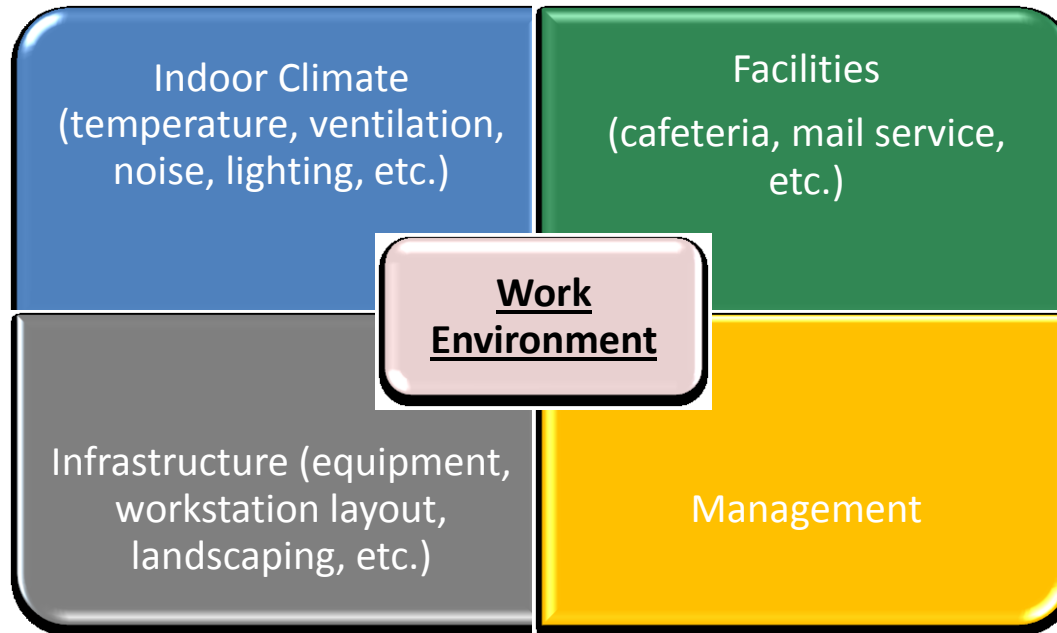 Indoor Climate
(temperature, ventilation,
noise, lighting, etc.)
Facilities
(cafeteria, mail service,
etc.)
Work
Environment
Infrastructure (equipment,
workstation layout,
landscaping, etc.)
Management